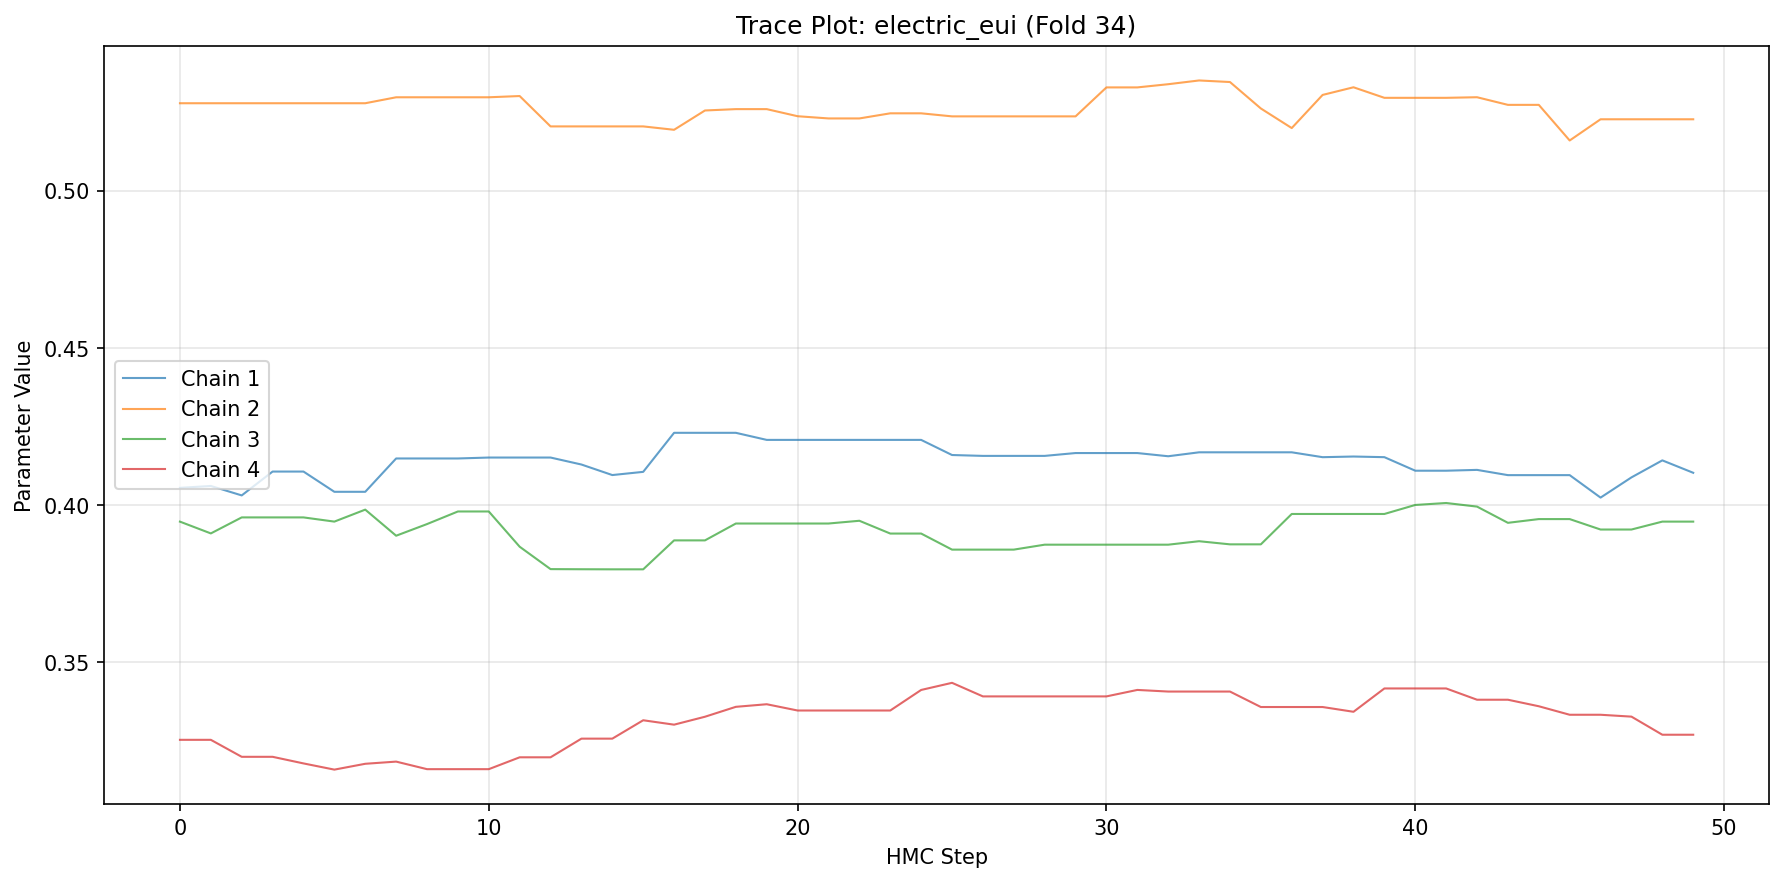 Trace Plot: electric_eui (Fold 34)
Parameter Value
0.50
0.45
0.40
0.35
Chain 1
Chain 2
Chain 3
Chain 4
0 10 20 30 40 50
HMC Step